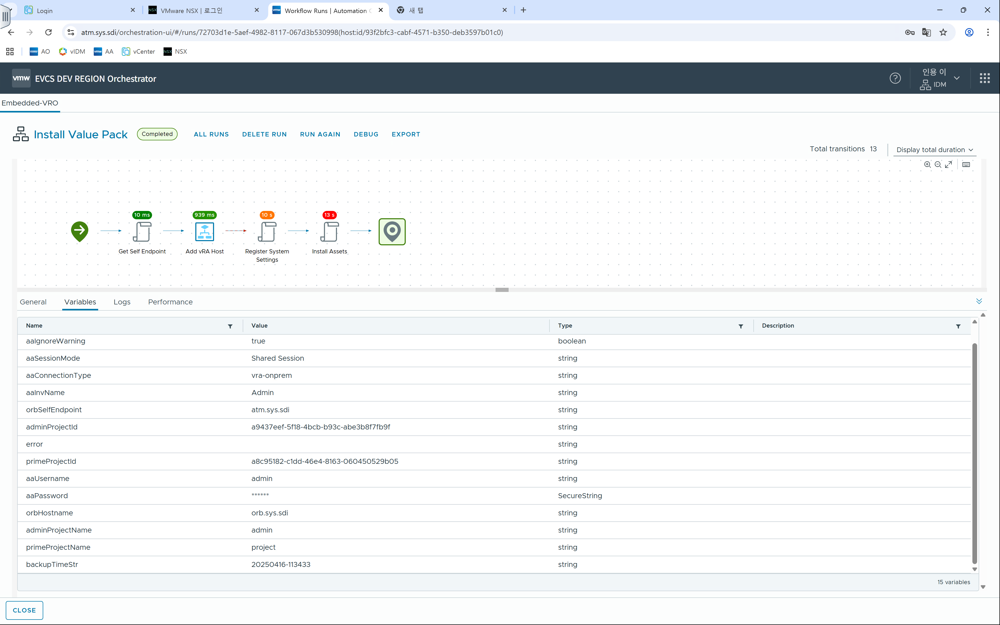 Login
NSX VMware NSX | 로그인
vmw Workflow Runs | Automation
새 탭
atm.sys.sdi/orchestration-ui/#/runs/72703d1e-5aef-4982-8117-067d3b530998(host:id/93f2bfc3-cabf-4571-b350-deb3597b01c0)
vmw AO vIDM vmw AA vCenter NSX NSX
vmw EVCS DEV REGION Orchestrator
인용 이
IDM
Embedded-VRO
Install Value Pack Completed ALL RUNS DELETE RUN RUN AGAIN DEBUG EXPORT
Total transitions 13 Display total duration
10 ms 939 ms 10 s 13 s
Get Self Endpoint Add vRA Host Register System Settings Install Assets
General Variables Logs Performance
Name Value Type Description
aaIgnoreWarning true boolean
aaSessionMode Shared Session string
aaConnectionType vra-onprem string
aaInvName Admin string
orbSelfEndpoint atm.sys.sdi string
adminProjectId a9437eef-5f18-4bcb-b93c-abe3b8f7fb9f string
error string
primeProjectId a8c95182-c1dd-46e4-8163-060450529b05 string
aaUsername admin string
aaPassword ****** SecureString
orbHostname orb.sys.sdi string
adminProjectName admin string
primeProjectName project string
backupTimeStr 20250416-113433 string
15 variables
CLOSE